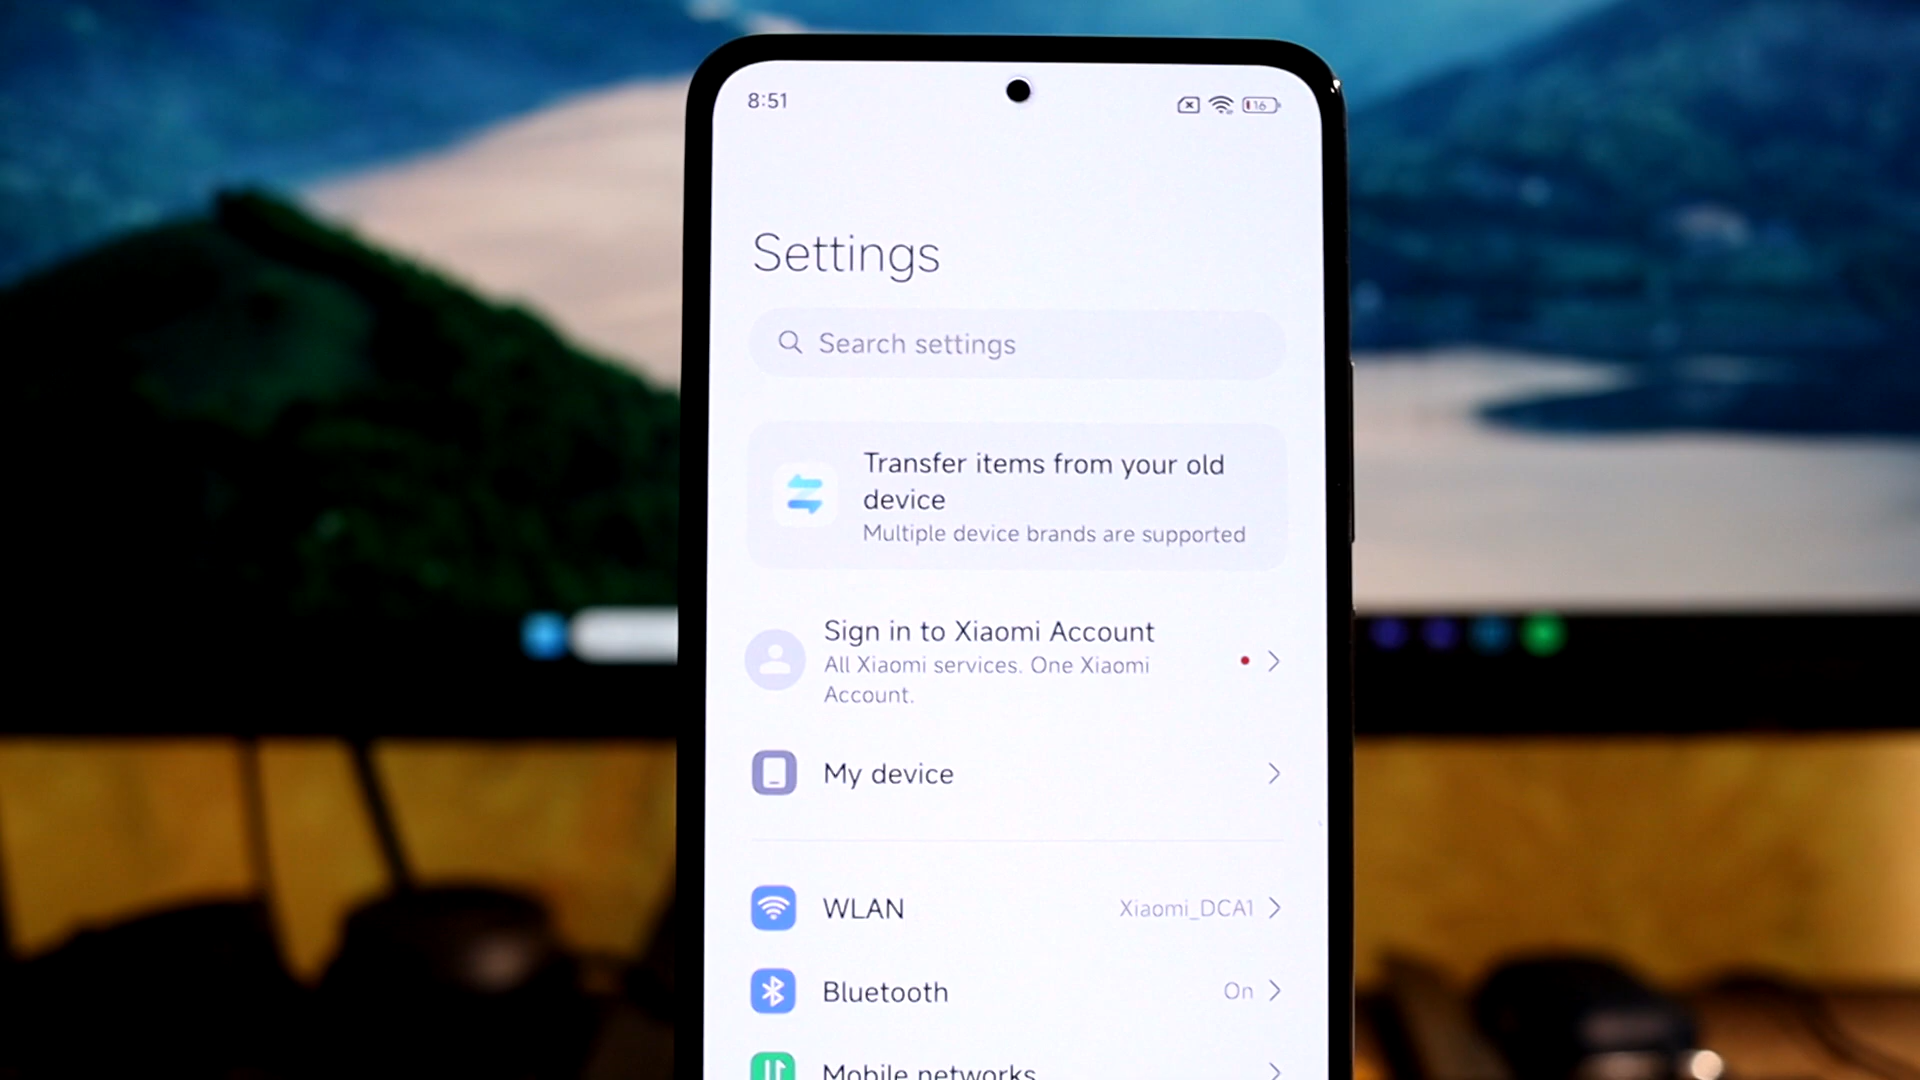 8:51
16
Settings
Search settings
Transfer items from your old
device
Multiple device brands are supported
Sign in to Xiaomi Account
All Xiaomi services. One Xiaomi
Account.
My device
WLAN Xiaomi_DCA1
Bluetooth On
Mobile networks